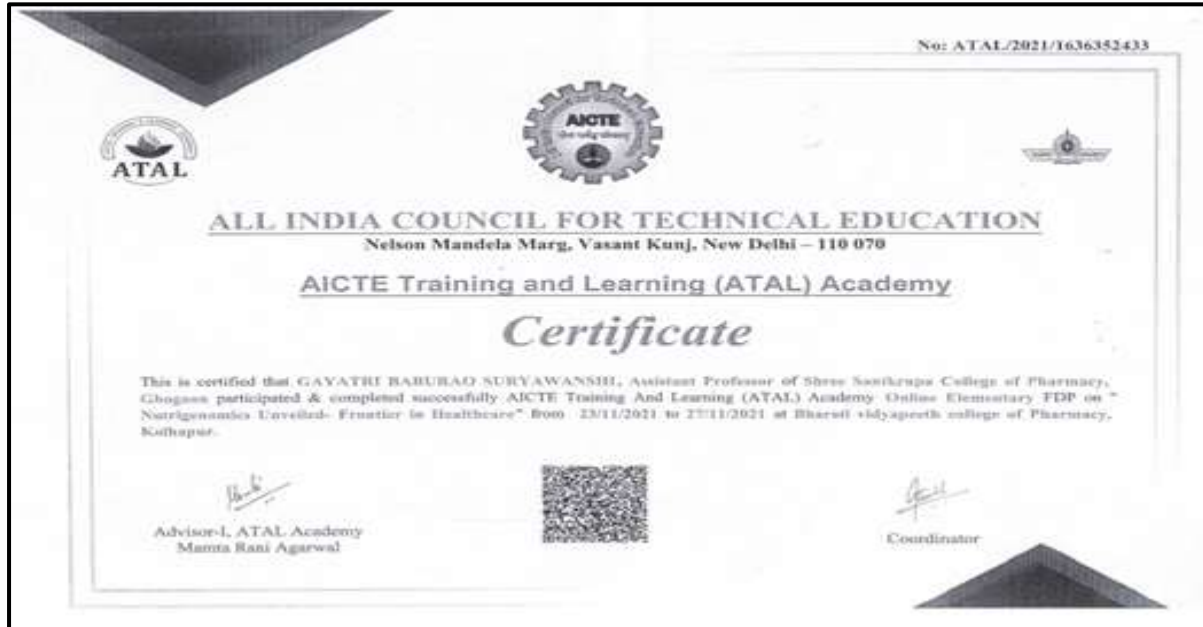 No: ATAL/2021/1636352433
ATAL
AICTE
ALL INDIA COUNCIL FOR TECHNICAL EDUCATION
Nelson Mandela Marg, Vasant Kunj, New Delhi – 110 070
AICTE Training and Learning (ATAL) Academy
Certificate
This is certified that GAYATRI BABURAO SURYAWANSHI, Assistant Professor of Shree Santkrupa College of Pharmacy,
Ghogaon participated & completed successfully AICTE Training And Learning (ATAL) Academy Online Elementary FDP on "
Nutrigenomics Unveiled- Frontier in Healthcare" from 23/11/2021 to 27/11/2021 at Bharati vidyapeeth college of Pharmacy,
Kolhapur.
Advisor-I, ATAL Academy
Mamta Rani Agarwal
Coordinator